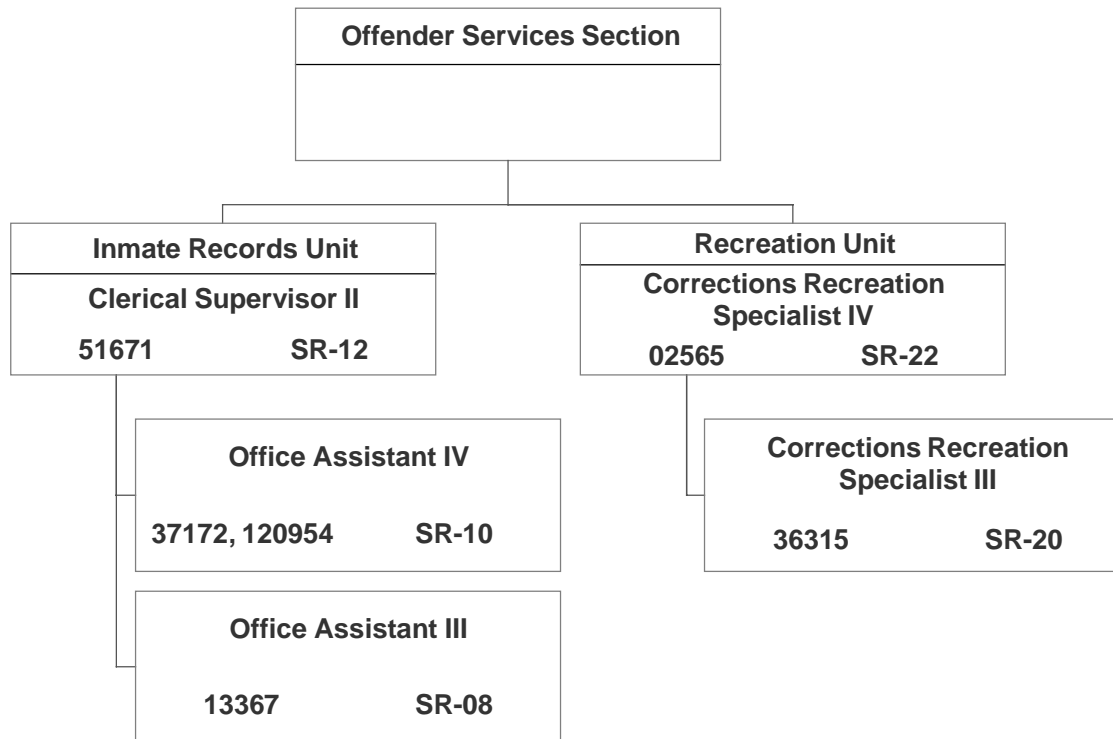 Offender Services Section
Inmate Records Unit
Clerical Supervisor II
51671 SR-12
Office Assistant IV
37172, 120954 SR-10
Office Assistant III
13367 SR-08
Recreation Unit
Corrections Recreation
Specialist IV
02565 SR-22
Corrections Recreation
Specialist III
36315 SR-20